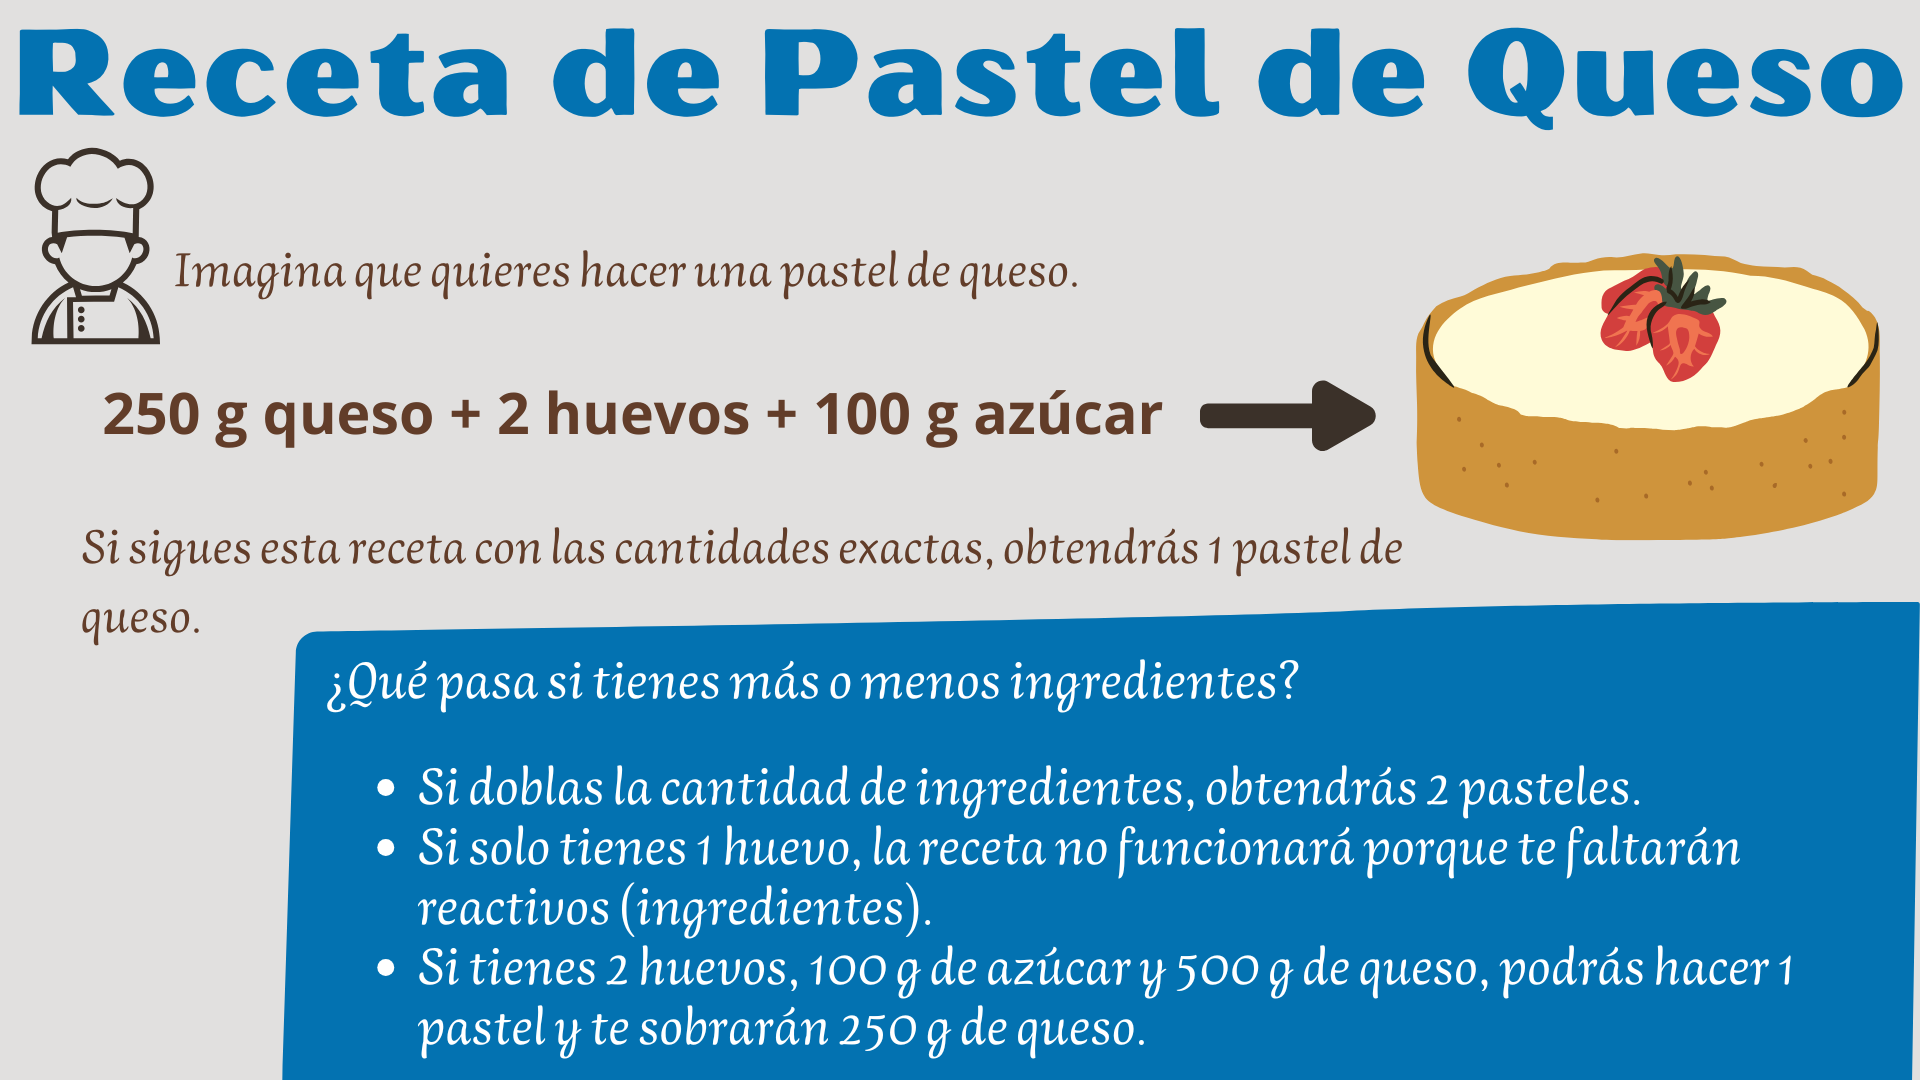 Receta de Pastel de Queso
Imagina que quieres hacer una pastel de queso.
250 g queso + 2 huevos + 100 g azúcar
Si sigues esta receta con las cantidades exactas, obtendrás 1 pastel de
queso.
¿Qué pasa si tienes más o menos ingredientes?
• Si doblas la cantidad de ingredientes, obtendrás 2 pasteles.
• Si solo tienes 1 huevo, la receta no funcionará porque te faltarán
reactivos (ingredientes).
• Si tienes 2 huevos, 100 g de azúcar y 500 g de queso, podrás hacer 1
pastel y te sobrarán 250 g de queso.